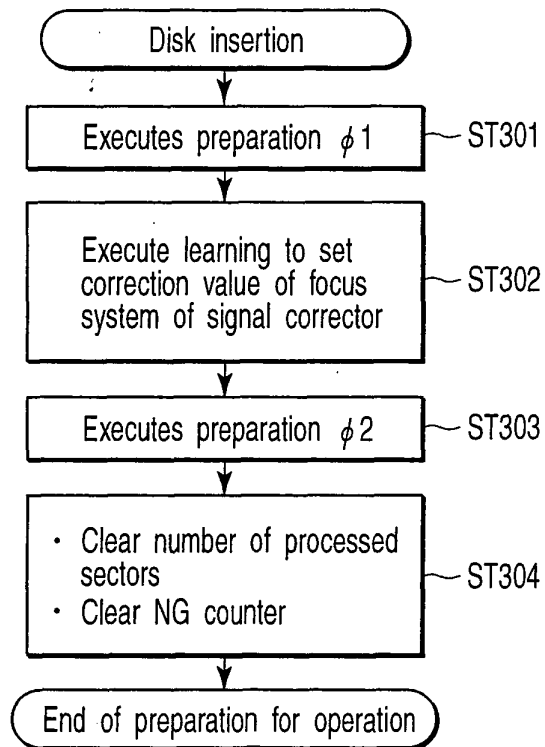 Disk insertion
Executes preparation ϕ1
ST301
Execute learning to set
correction value of focus
system of signal corrector
ST302
Executes preparation ϕ2
ST303
· Clear number of processed
sectors
· Clear NG counter
ST304
End of preparation for operation